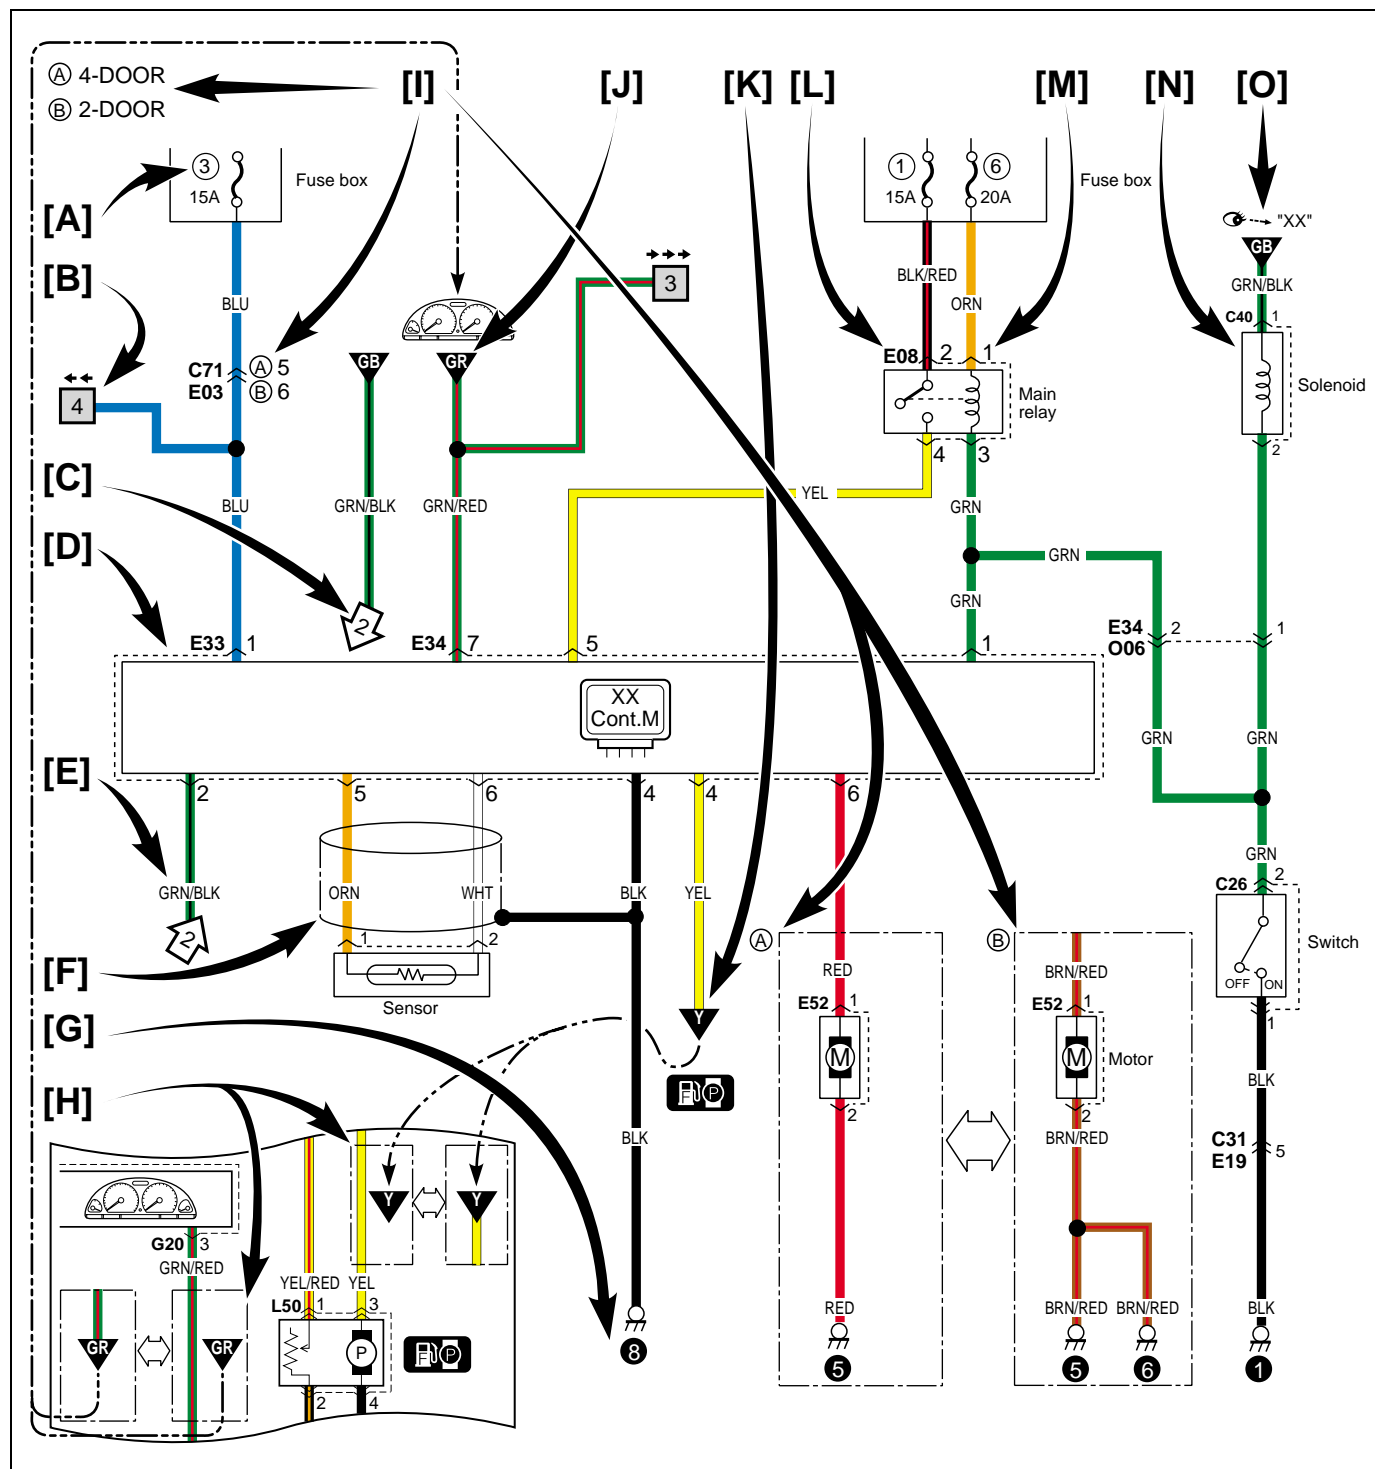 Ⓐ 4-DOOR
Ⓑ 2-DOOR
[I]
[J]
[K]
[L]
[M]
[N]
[O]
3
15A
Fuse box
1
15A
6
20A
Fuse box
[A]
"XX"
GB
[B]
BLU
3
BLK/RED
ORN
GRN/BLK
C40 1
C71 Ⓐ 5
E03 Ⓑ 6
GB
GR
E08 2 1
4
Main
relay
Solenoid
4 3
2
[C]
BLU
GRN/BLK
GRN/RED
YEL
GRN
[D]
GRN
GRN
2
E33 1
E34 7
5
1
E34 2
O06
1
XX
Cont.M
GRN
GRN
[E]
2
5
6
4
4
6
GRN/BLK
ORN
WHT
BLK
YEL
GRN
C26 2
2
1
2
Ⓐ
Ⓑ
[F]
Sensor
RED
BRN/RED
Switch
OFF
ON
1
[G]
Y
E52 1
E52 1
M
M
Motor
F P
2
2
BLK
[H]
BLK
BRN/RED
C31
E19
5
Y
Y
G20 3
GRN/RED
YEL/RED
YEL
L50 1
3
RED
BRN/RED
BRN/RED
BLK
GR
GR
P
F P
8
5
5
6
1
2
4